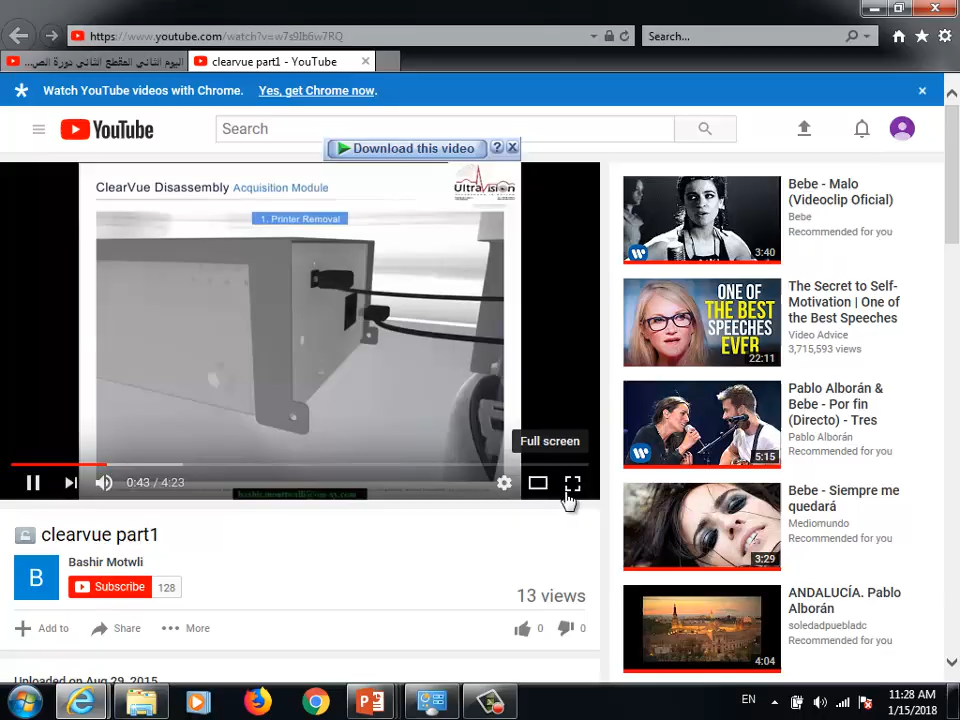 https://www.youtube.com/watch?v=w7s9Ib6w7RQ
Search...
اليوم الثاني المقطع الثاني دورة الص...
clearvue part1 - YouTube
Watch YouTube videos with Chrome. Yes, get Chrome now.
YouTube
Search
Download this video
?
ClearVue Disassembly Acquisition Module
UltraVision
1. Printer Removal
Full screen
0:43 / 4:23
clearvue part1
B
Bashir Motwli
Subscribe 128
13 views
Add to
Share
More
0
0
Uploaded on Aug 29, 2015
Bebe - Malo
(Videoclip Oficial)
Bebe
Recommended for you
3:40
The Secret to Self-
Motivation | One of
the Best Speeches
Video Advice
3,715,593 views
ONE OF
THE BEST
SPEECHES
EVER
22:11
Pablo Alborán &
Bebe - Por fin
(Directo) - Tres
Pablo Alborán
Recommended for you
5:15
Bebe - Siempre me
quedará
Mediomundo
Recommended for you
3:29
ANDALUCÍA. Pablo
Alborán
soledadpuebladc
Recommended for you
4:04
EN
11:28 AM
1/15/2018